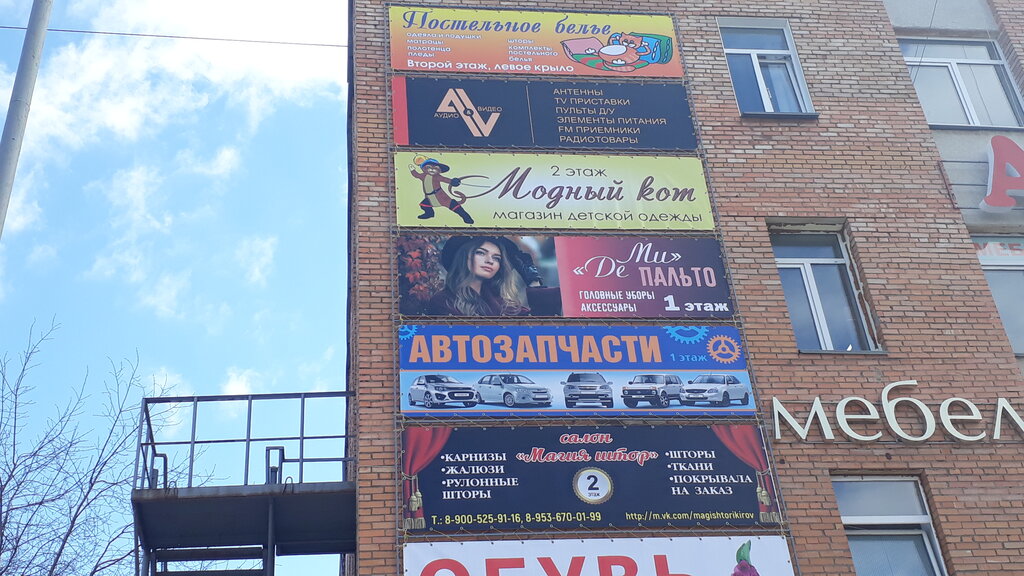 Постельное белье
одеяла и подушки
матрацы
полотенца
пледы
шторы
комплекты
постельного
белья
Второй этаж, левое крыло
AV
АУДИО & ВИДЕО
АНТЕННЫ
TV ПРИСТАВКИ
ПУЛЬТЫ Д/У
ЭЛЕМЕНТЫ ПИТАНИЯ
FM ПРИЕМНИКИ
РАДИОТОВАРЫ
2 этаж
Модный кот
магазин детской одежды
«Де Ми»
ПАЛЬТО
ГОЛОВНЫЕ УБОРЫ
АКСЕССУАРЫ
1 этаж
АВТОЗАПЧАСТИ
1 этаж
салон
«Магия штор»
•КАРНИЗЫ
•ЖАЛЮЗИ
•РУЛОННЫЕ
ШТОРЫ
2
этаж
•ШТОРЫ
•ТКАНИ
•ПОКРЫВАЛА
НА ЗАКАЗ
Т.: 8-900-525-91-16, 8-953-670-01-99
http://m.vk.com/magishtorikirov
ОБУВЬ
мебел